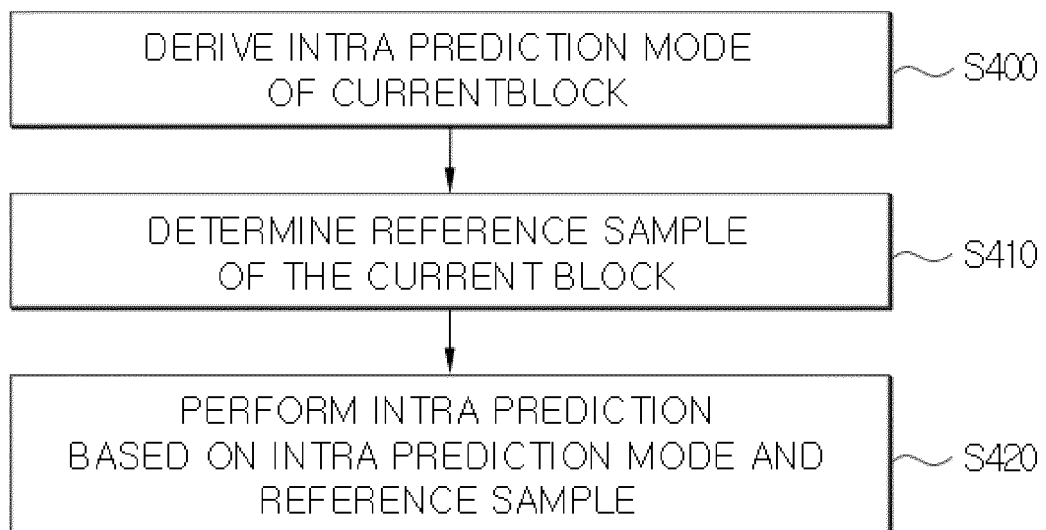 DERIVE INTRA PREDICTION MODE
OF CURRENTBLOCK
S400
DETERMINE REFERENCE SAMPLE
OF THE CURRENT BLOCK
S410
PERFORM INTRA PREDICTION
BASED ON INTRA PREDICTION MODE AND
REFERENCE SAMPLE
S420